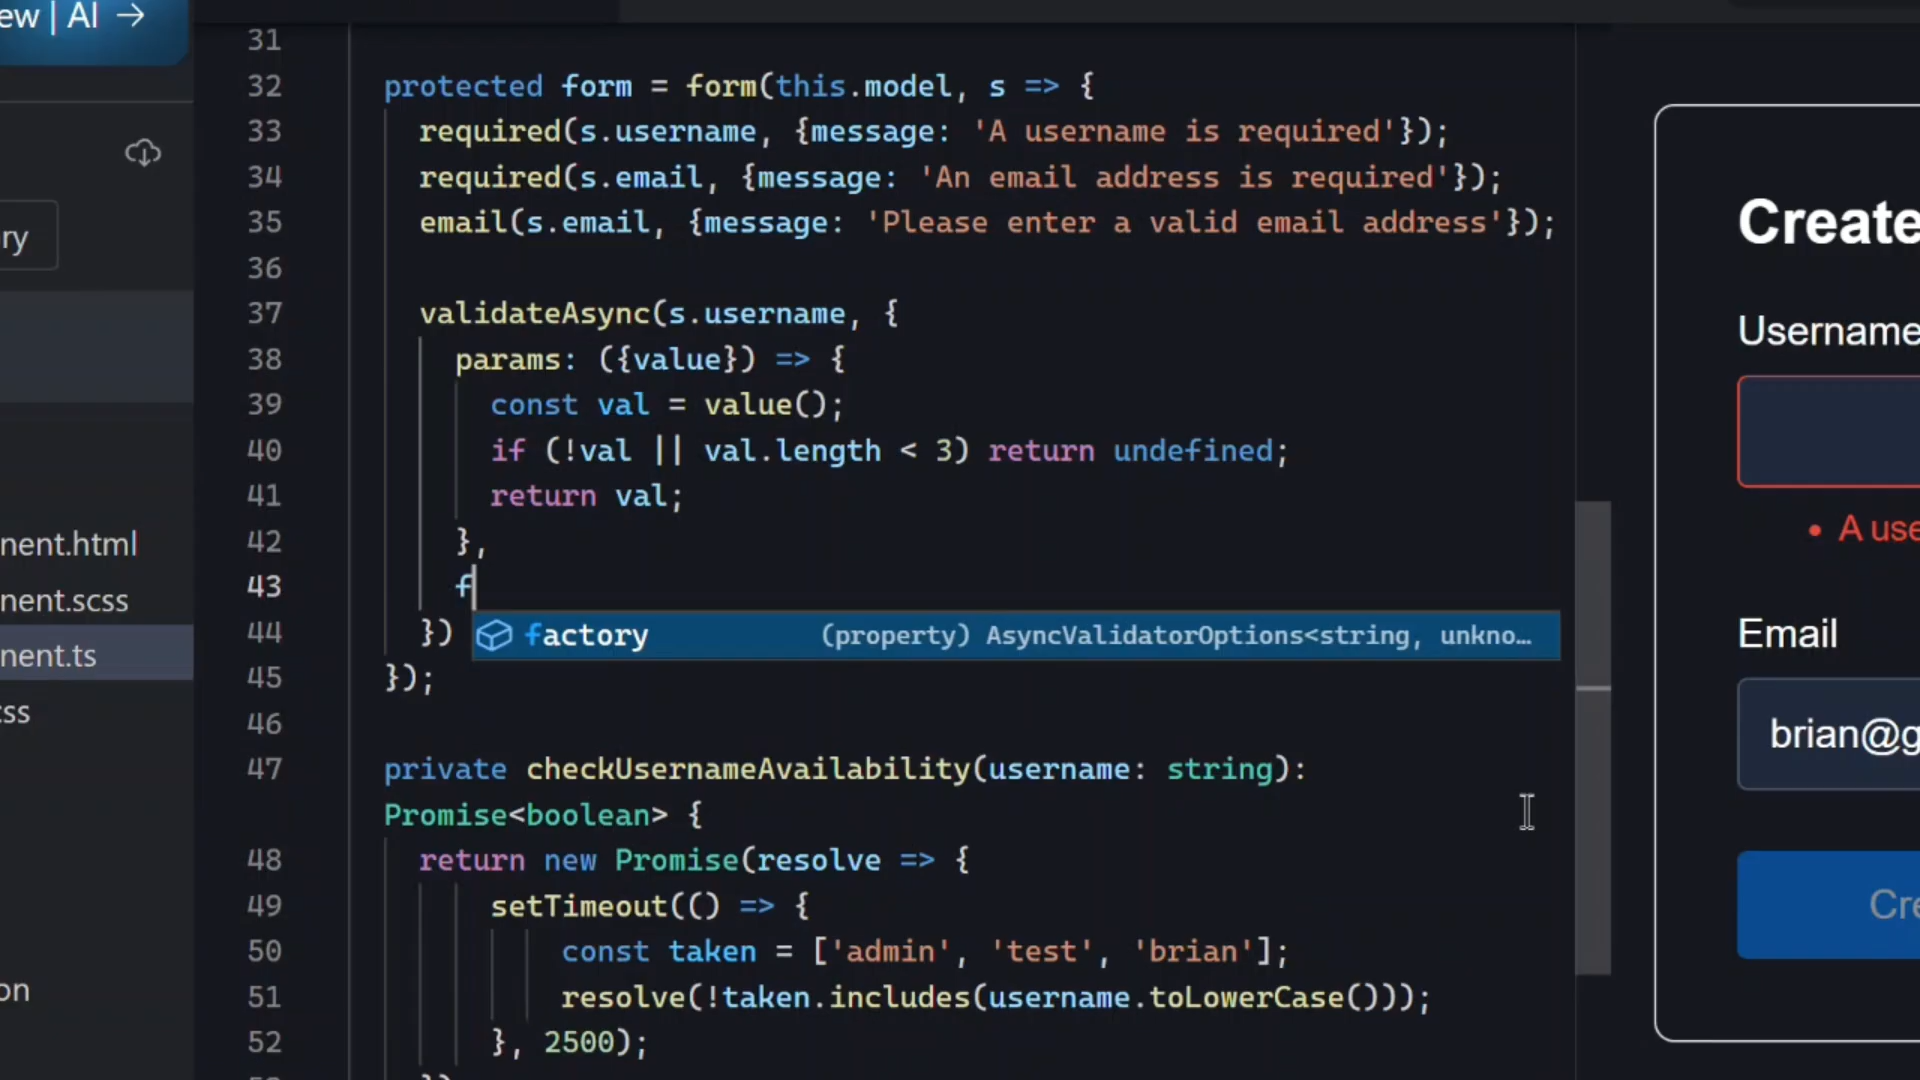 ew | AI →
ry
nent.html
nent.scss
nent.ts
ss
on
31
32 protected form = form(this.model, s => {
33 required(s.username, {message: 'A username is required'});
34 required(s.email, {message: 'An email address is required'});
35 email(s.email, {message: 'Please enter a valid email address'});
36
37 validateAsync(s.username, {
38 params: ({value}) => {
39 const val = value();
40 if (!val || val.length < 3) return undefined;
41 return val;
42 },
43 f
factory (property) AsyncValidatorOptions<string, unkno…
44 })
45 });
46
47 private checkUsernameAvailability(username: string):
Promise<boolean> {
48 return new Promise(resolve => {
49 setTimeout(() => {
50 const taken = ['admin', 'test', 'brian'];
51 resolve(!taken.includes(username.toLowerCase()));
52 }, 2500);
Create
Username
• A use
Email
brian@g
Cre